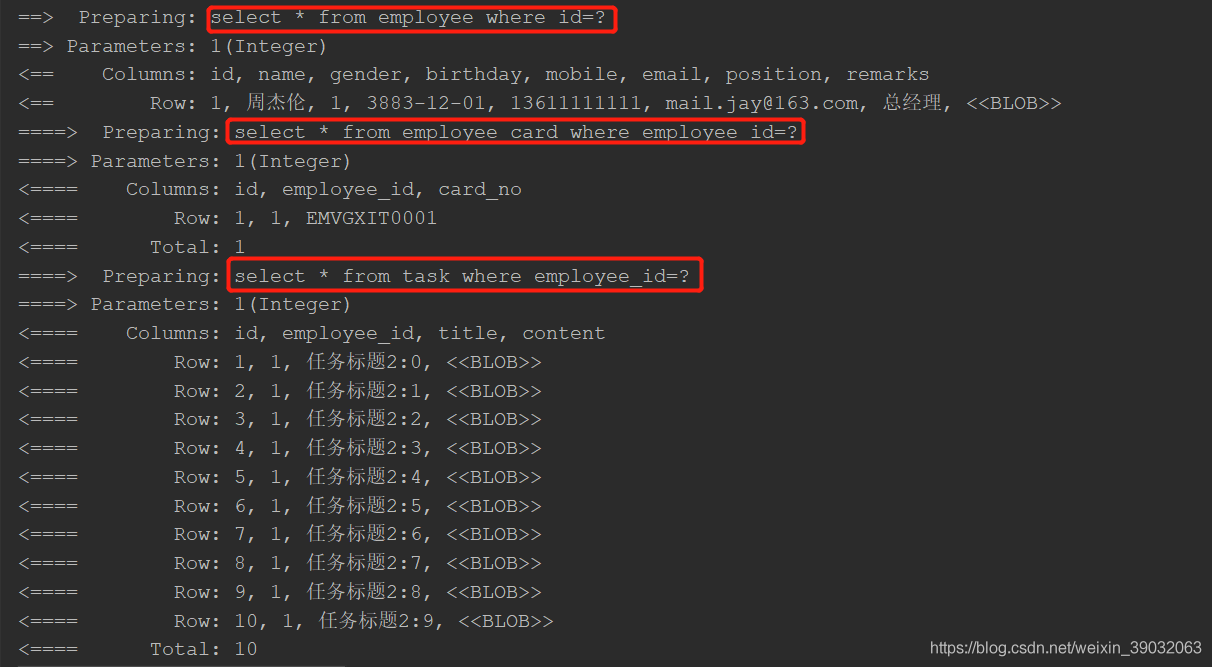 ==>  Preparing: select * from employee where id=?
==> Parameters: 1(Integer)
<==    Columns: id, name, gender, birthday, mobile, email, position, remarks
<==        Row: 1, 周杰伦, 1, 3883-12-01, 13611111111, mail.jay@163.com, 总经理, <<BLOB>>
====>  Preparing: select * from employee_card where employee_id=?
====> Parameters: 1(Integer)
<====    Columns: id, employee_id, card_no
<====        Row: 1, 1, EMVGXIT0001
<====      Total: 1
====>  Preparing: select * from task where employee_id=?
====> Parameters: 1(Integer)
<====    Columns: id, employee_id, title, content
<====        Row: 1, 1, 任务标题2:0, <<BLOB>>
<====        Row: 2, 1, 任务标题2:1, <<BLOB>>
<====        Row: 3, 1, 任务标题2:2, <<BLOB>>
<====        Row: 4, 1, 任务标题2:3, <<BLOB>>
<====        Row: 5, 1, 任务标题2:4, <<BLOB>>
<====        Row: 6, 1, 任务标题2:5, <<BLOB>>
<====        Row: 7, 1, 任务标题2:6, <<BLOB>>
<====        Row: 8, 1, 任务标题2:7, <<BLOB>>
<====        Row: 9, 1, 任务标题2:8, <<BLOB>>
<====        Row: 10, 1, 任务标题2:9, <<BLOB>>
<====      Total: 10
https://blog.csdn.net/weixin_39032063